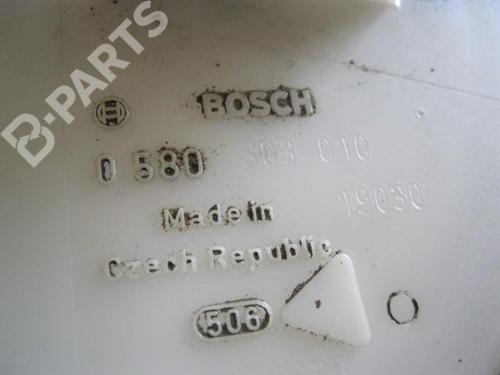 B-PARTS
BOSCH
0 580 303 010
19030
Made in
Czech Republic
506